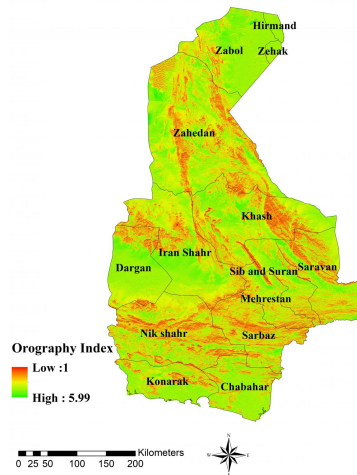 Hirmand
Zabol
Zehak
Zahedan
Khash
Iran Shahr
Dargan
Saravan
Sib and Suran
Mehrestan
Nik shahr
Sarbaz
Orography Index
Low :1
High : 5.99
Konarak
Chabahar
0 25 50 100 150 200 Kilometers
N
W E
S